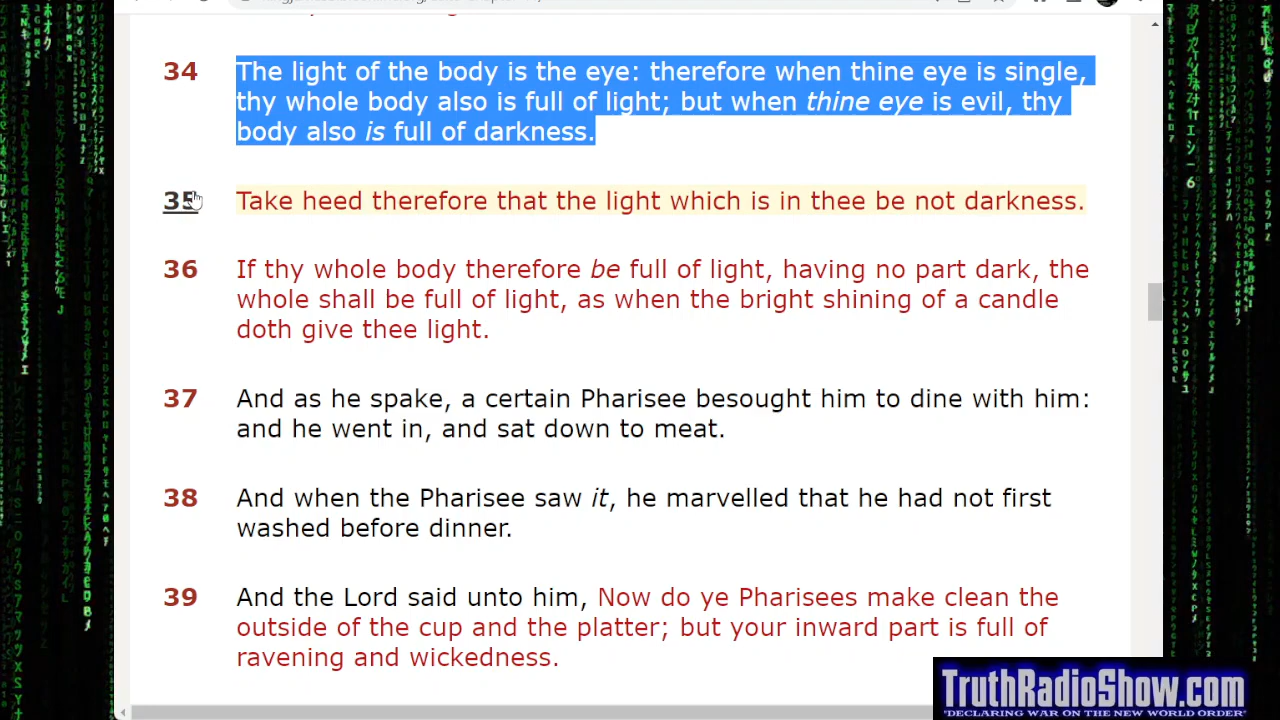 34 The light of the body is the eye: therefore when thine eye is single,
thy whole body also is full of light; but when thine eye is evil, thy
body also is full of darkness.
35 Take heed therefore that the light which is in thee be not darkness.
36 If thy whole body therefore be full of light, having no part dark, the
whole shall be full of light, as when the bright shining of a candle
doth give thee light.
37 And as he spake, a certain Pharisee besought him to dine with him:
and he went in, and sat down to meat.
38 And when the Pharisee saw it, he marvelled that he had not first
washed before dinner.
39 And the Lord said unto him, Now do ye Pharisees make clean the
outside of the cup and the platter; but your inward part is full of
ravening and wickedness.
TruthRadioShow.com
"DECLARING WAR ON THE NEW WORLD ORDER"